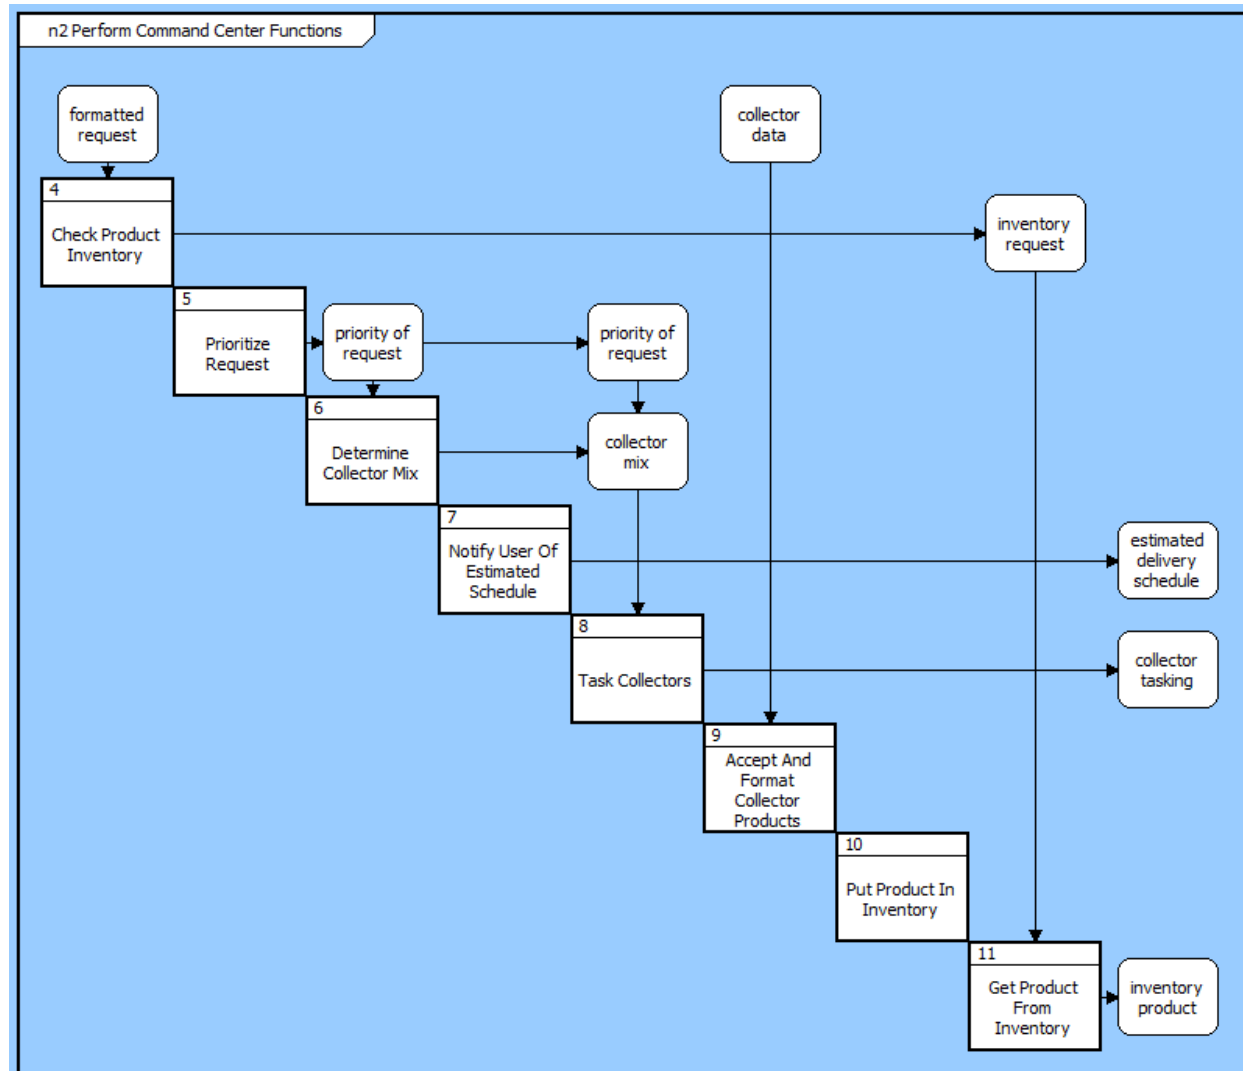 n2 Perform Command Center Functions
formatted
request
collector
data
4
Check Product
Inventory
inventory
request
5
Prioritize
Request
priority of
request
priority of
request
6
Determine
Collector Mix
collector
mix
7
Notify User Of
Estimated
Schedule
estimated
delivery
schedule
8
Task Collectors
collector
tasking
9
Accept And
Format
Collector
Products
10
Put Product In
Inventory
11
Get Product
From
Inventory
inventory
product